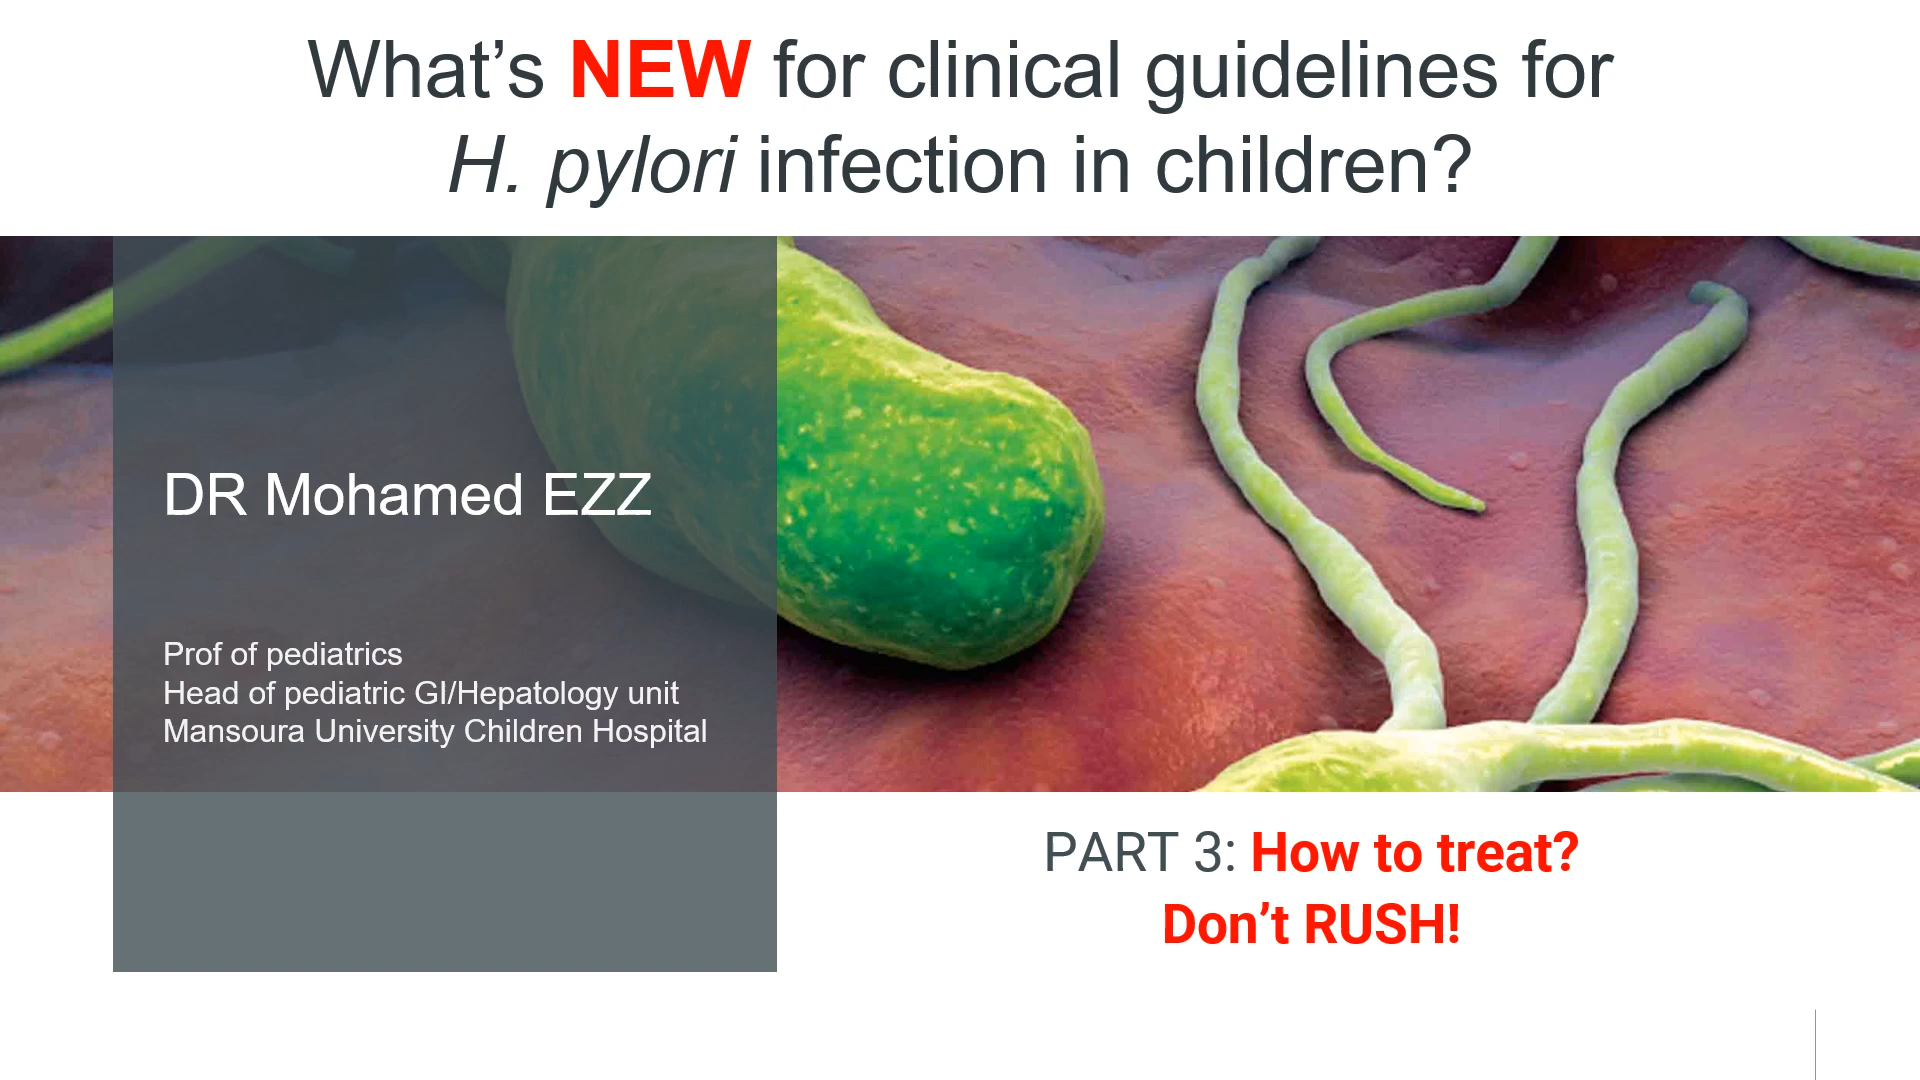 What’s NEW for clinical guidelines for
H. pylori infection in children?
DR Mohamed EZZ
Prof of pediatrics
Head of pediatric GI/Hepatology unit
Mansoura University Children Hospital
PART 3: How to treat?
Don’t RUSH!